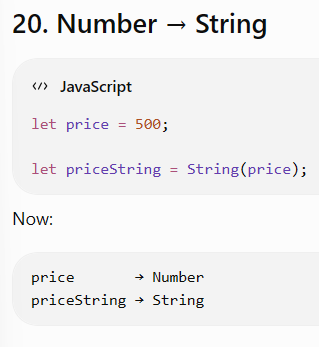 20. Number → String
</> JavaScript
let price = 500;
let priceString = String(price);
Now:
price       → Number
priceString → String